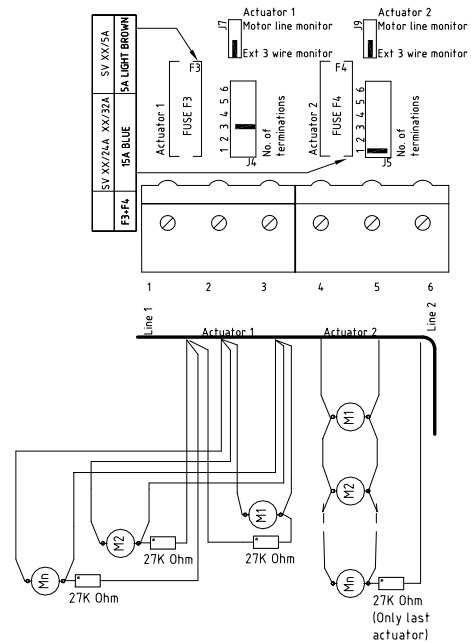 SV XX/5A
5A LIGHT BROWN
SV XX/24A XX/32A
15A BLUE
F3+F4
Actuator 1
J7
Motor line monitor
Ext 3 wire monitor
Actuator 2
J9
Motor line monitor
Ext 3 wire monitor
Actuator 1
F3
FUSE F3
1 2 3 4 5 6
J4
No. of
terminations
Actuator 2
F4
FUSE F4
1 2 3 4 5 6
J5
No. of
terminations
1 2 3 4 5 6
Line 1
Actuator 1
Actuator 2
Line 2
M1
M2
Mn
M1
M2
Mn
27K Ohm
27K Ohm
27K Ohm
27K Ohm
(Only last
actuator)